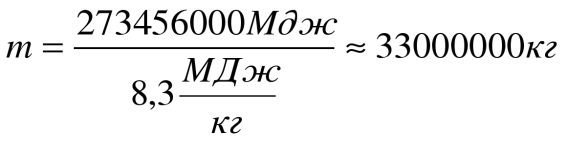 m = 273456000Мдж / 8,3 МДж/кг ≈ 33000000кг